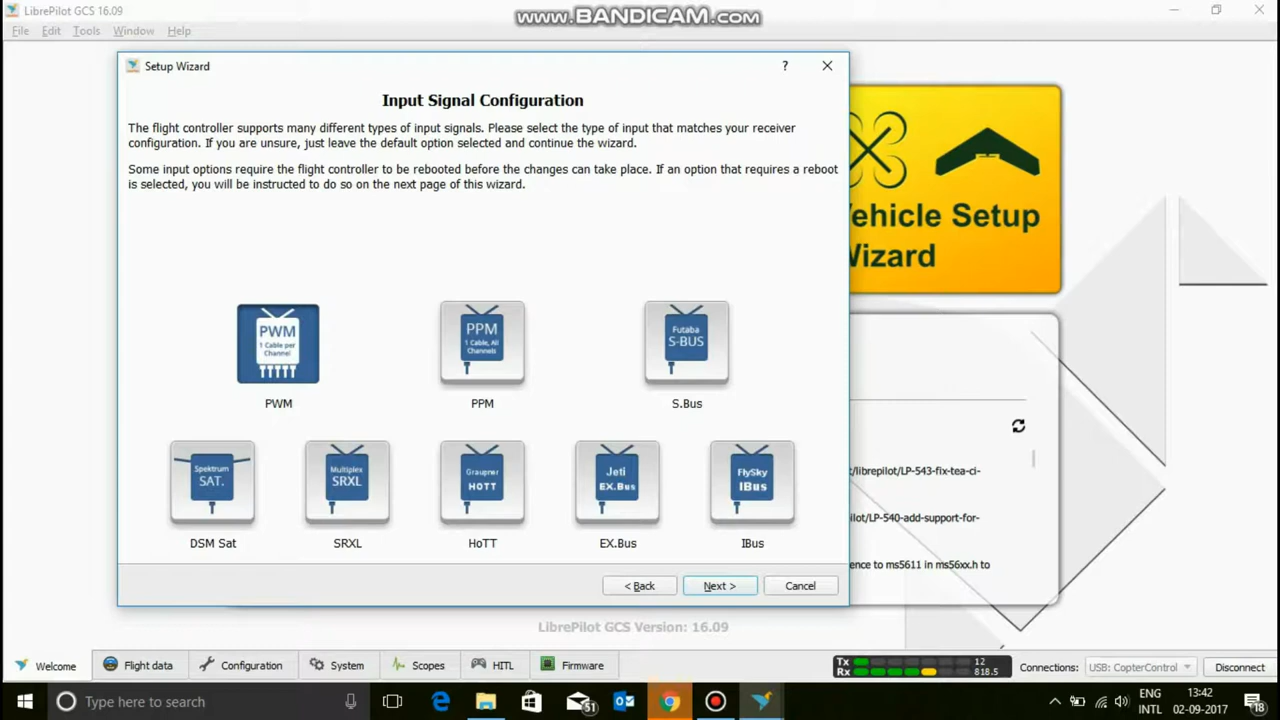 LibrePilot GCS 16.09
www.BANDICAM.com
File Edit Tools Window Help
Setup Wizard
?
Input Signal Configuration
The flight controller supports many different types of input signals. Please select the type of input that matches your receiver
configuration. If you are unsure, just leave the default option selected and continue the wizard.
Some input options require the flight controller to be rebooted before the changes can take place. If an option that requires a reboot
is selected, you will be instructed to do so on the next page of this wizard.
Vehicle Setup
Wizard
PWM
1 Cable per
Channel
PPM
1 Cable, All
Channels
Futaba
S-BUS
PWM PPM S.Bus
Spektrum
SAT.
Multiplex
SRXL
Graupner
HOTT
Jeti
EX.Bus
FlySky
IBus
DSM Sat SRXL HoTT EX.Bus IBus
t/librepilot/LP-543-fix-tea-ci-
ilot/LP-540-add-support-for-
ence to ms5611 in ms56xx.h to
< Back Next > Cancel
LibrePilot GCS Version: 16.09
Welcome Flight data Configuration System Scopes HITL Firmware
Tx 12
Rx 818.5
Connections: USB: CopterControl Disconnect
Type here to search
51
ENG
INTL
13:42
02-09-2017
18